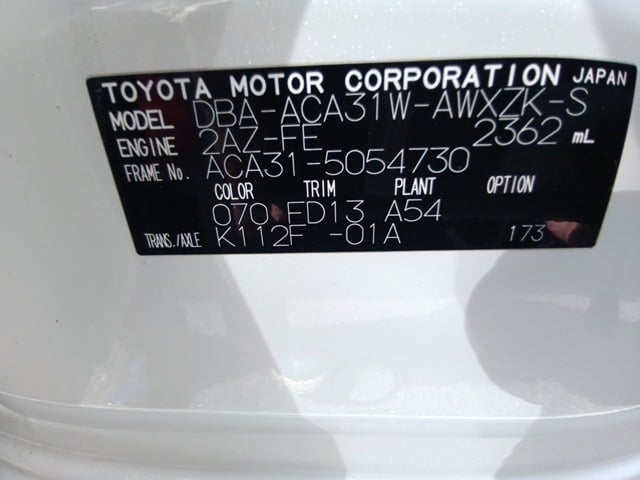 TOYOTA MOTOR CORPORATION JAPAN
MODEL DBA-ACA31W-AWXZK-S
ENGINE 2AZ-FE 2362 mL
FRAME No. ACA31-5054730
COLOR TRIM PLANT OPTION
070 FD13 A54
TRANS./AXLE K112F -01A 173